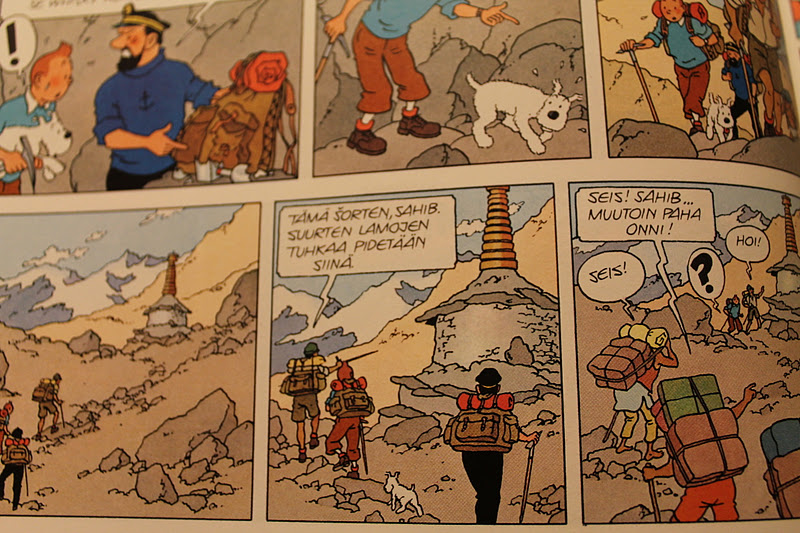 !
TÄMÄ ŠORTEN, SAHIB.
SUURTEN LAMOJEN
TUHKAA PIDETÄÄN
SIINÄ.
SEIS! SAHIB...
MUUTOIN PAHA
ONNI!
SEIS!
?
HOI!